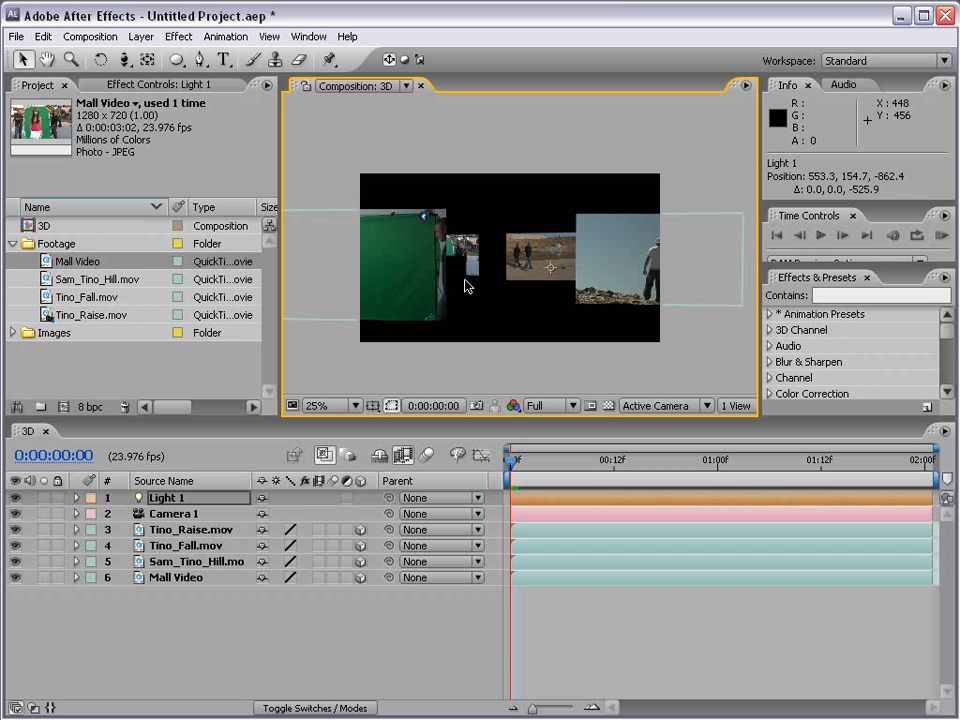 Adobe After Effects - Untitled Project.aep *
File Edit Composition Layer Effect Animation View Window Help
Workspace: Standard
Project × Effect Controls: Light 1
Mall Video, used 1 time
1280 x 720 (1.00)
Δ 0:00:03:02, 23.976 fps
Millions of Colors
Photo - JPEG
Name Type Size
3D Composition
Footage Folder
Mall Video QuickTi...ovie
Sam_Tino_Hill.mov QuickTi...ovie
Tino_Fall.mov QuickTi...ovie
Tino_Raise.mov QuickTi...ovie
Images Folder
8 bpc
Composition: 3D ×
25% 0:00:00:00 Full Active Camera 1 View
Info × Audio
R : X : 448
G : Y : 456
B :
A : 0
Light 1
Position: 553.3, 154.7, -862.4
Δ: 0.0, 0.0, -525.9
Time Controls ×
Effects & Presets ×
Contains:
* Animation Presets
3D Channel
Audio
Blur & Sharpen
Channel
Color Correction
3D ×
0:00:00:00 (23.976 fps)
00:12f 01:00f 01:12f 02:00f
# Source Name Parent
1 Light 1 None
2 Camera 1 None
3 Tino_Raise.mov None
4 Tino_Fall.mov None
5 Sam_Tino_Hill.mo None
6 Mall Video None
Toggle Switches / Modes